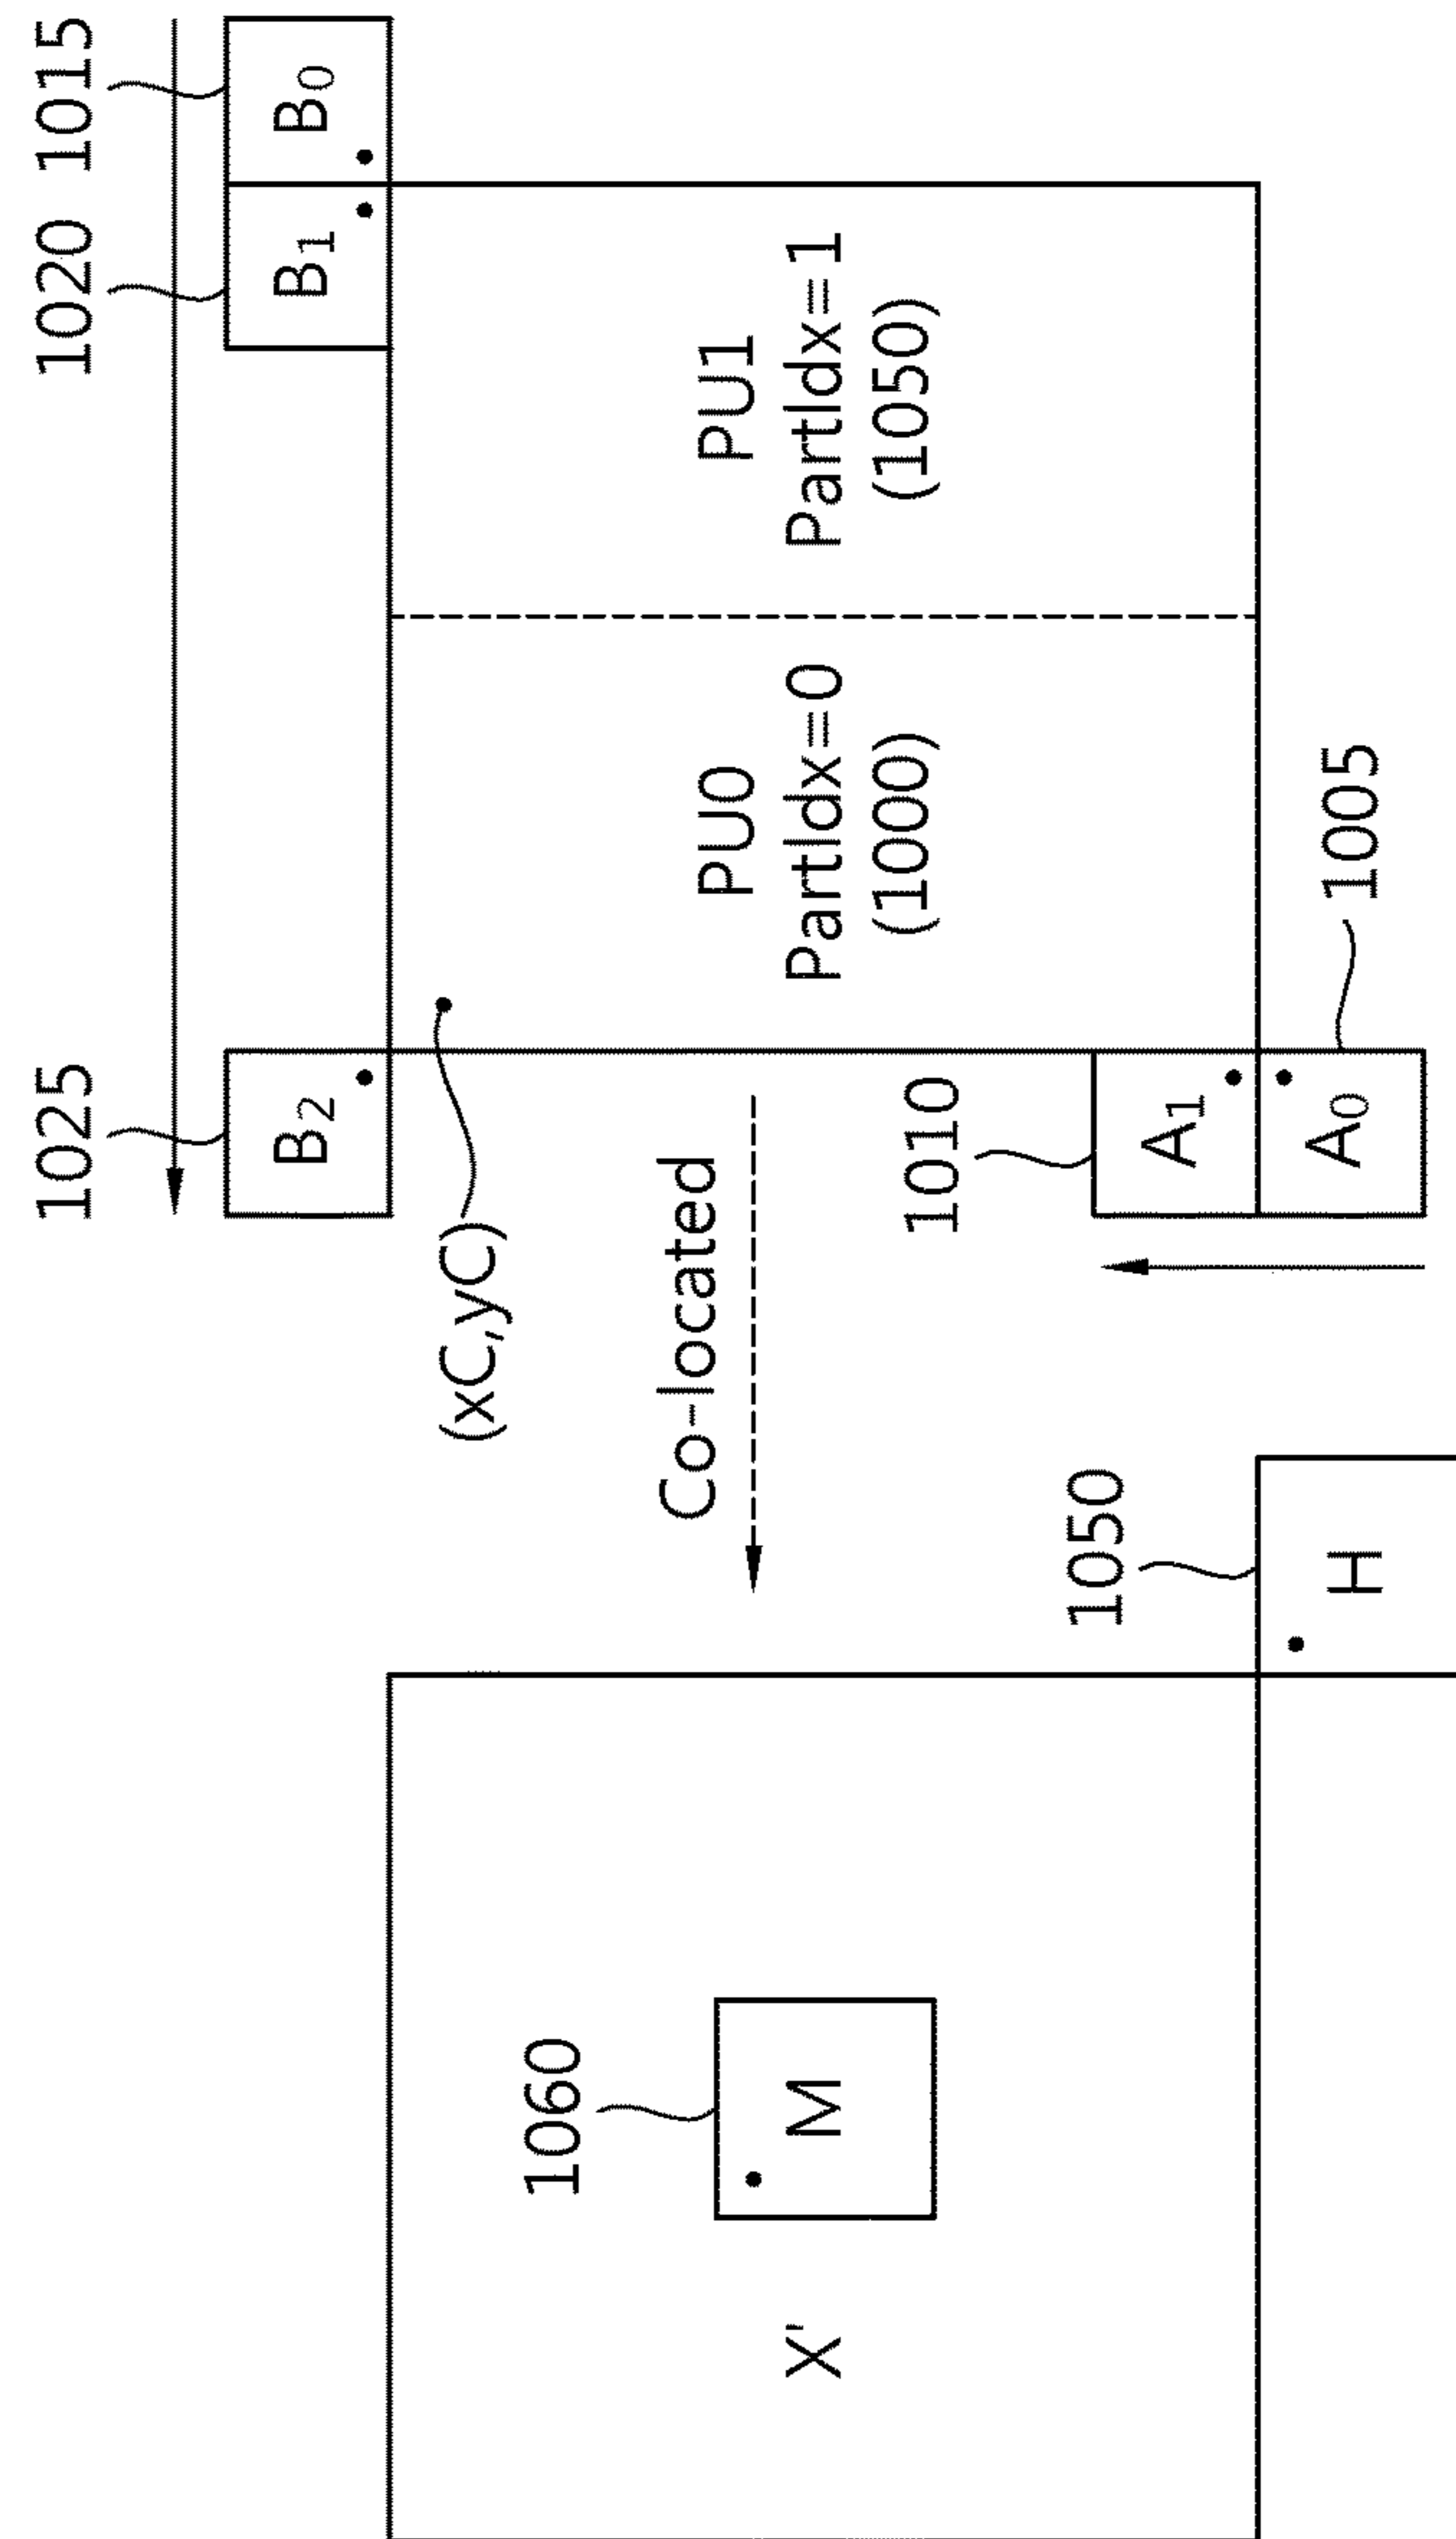 1025
1020
1015
B₂
B₁
B₀
(xC,yC)
1060
Co-located
X'
M
PU0
PartIdx=0
(1000)
PU1
PartIdx=1
(1050)
1010
1050
A₁
H
A₀
1005